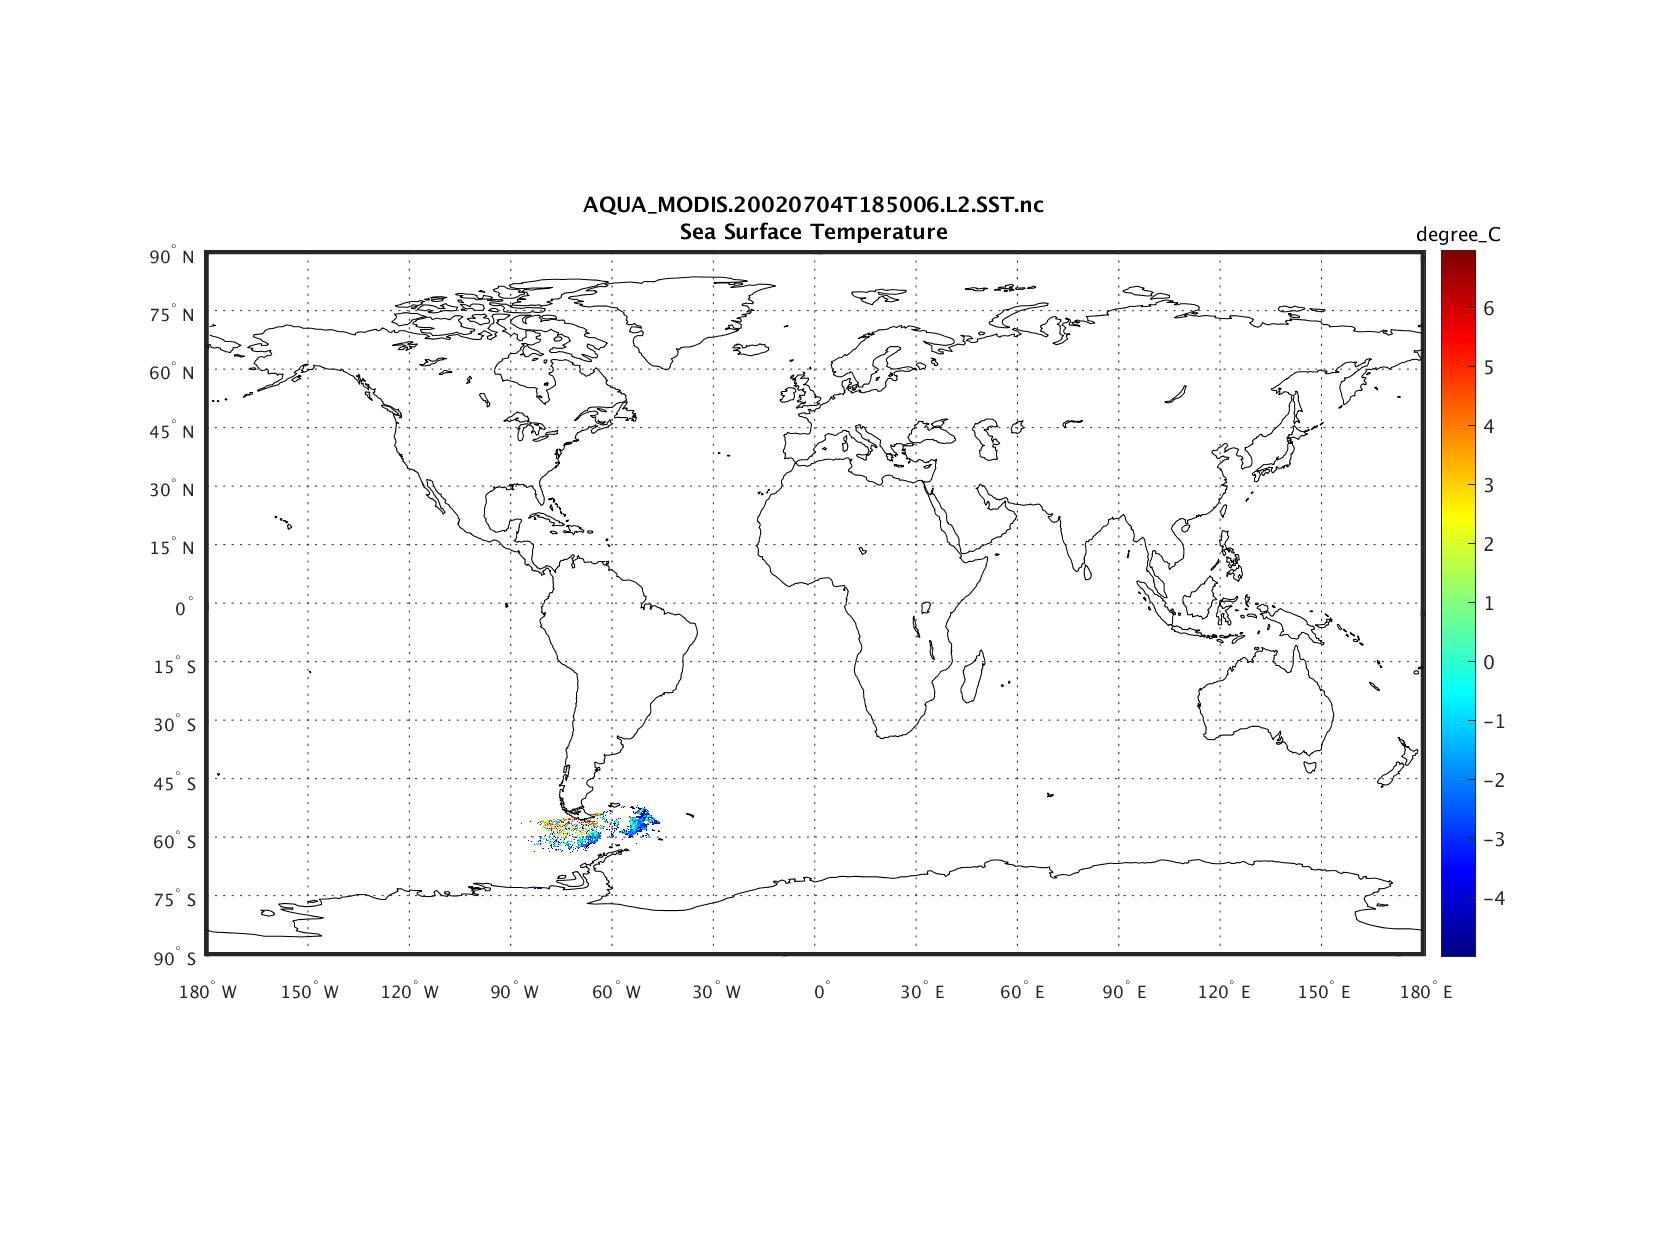 AQUA_MODIS.20020704T185006.L2.SST.nc
Sea Surface Temperature
degree_C
90° N
75° N
60° N
45° N
30° N
15° N
0°
15° S
30° S
45° S
60° S
75° S
90° S
180° W
150° W
120° W
90° W
60° W
30° W
0°
30° E
60° E
90° E
120° E
150° E
180° E
6
5
4
3
2
1
0
-1
-2
-3
-4